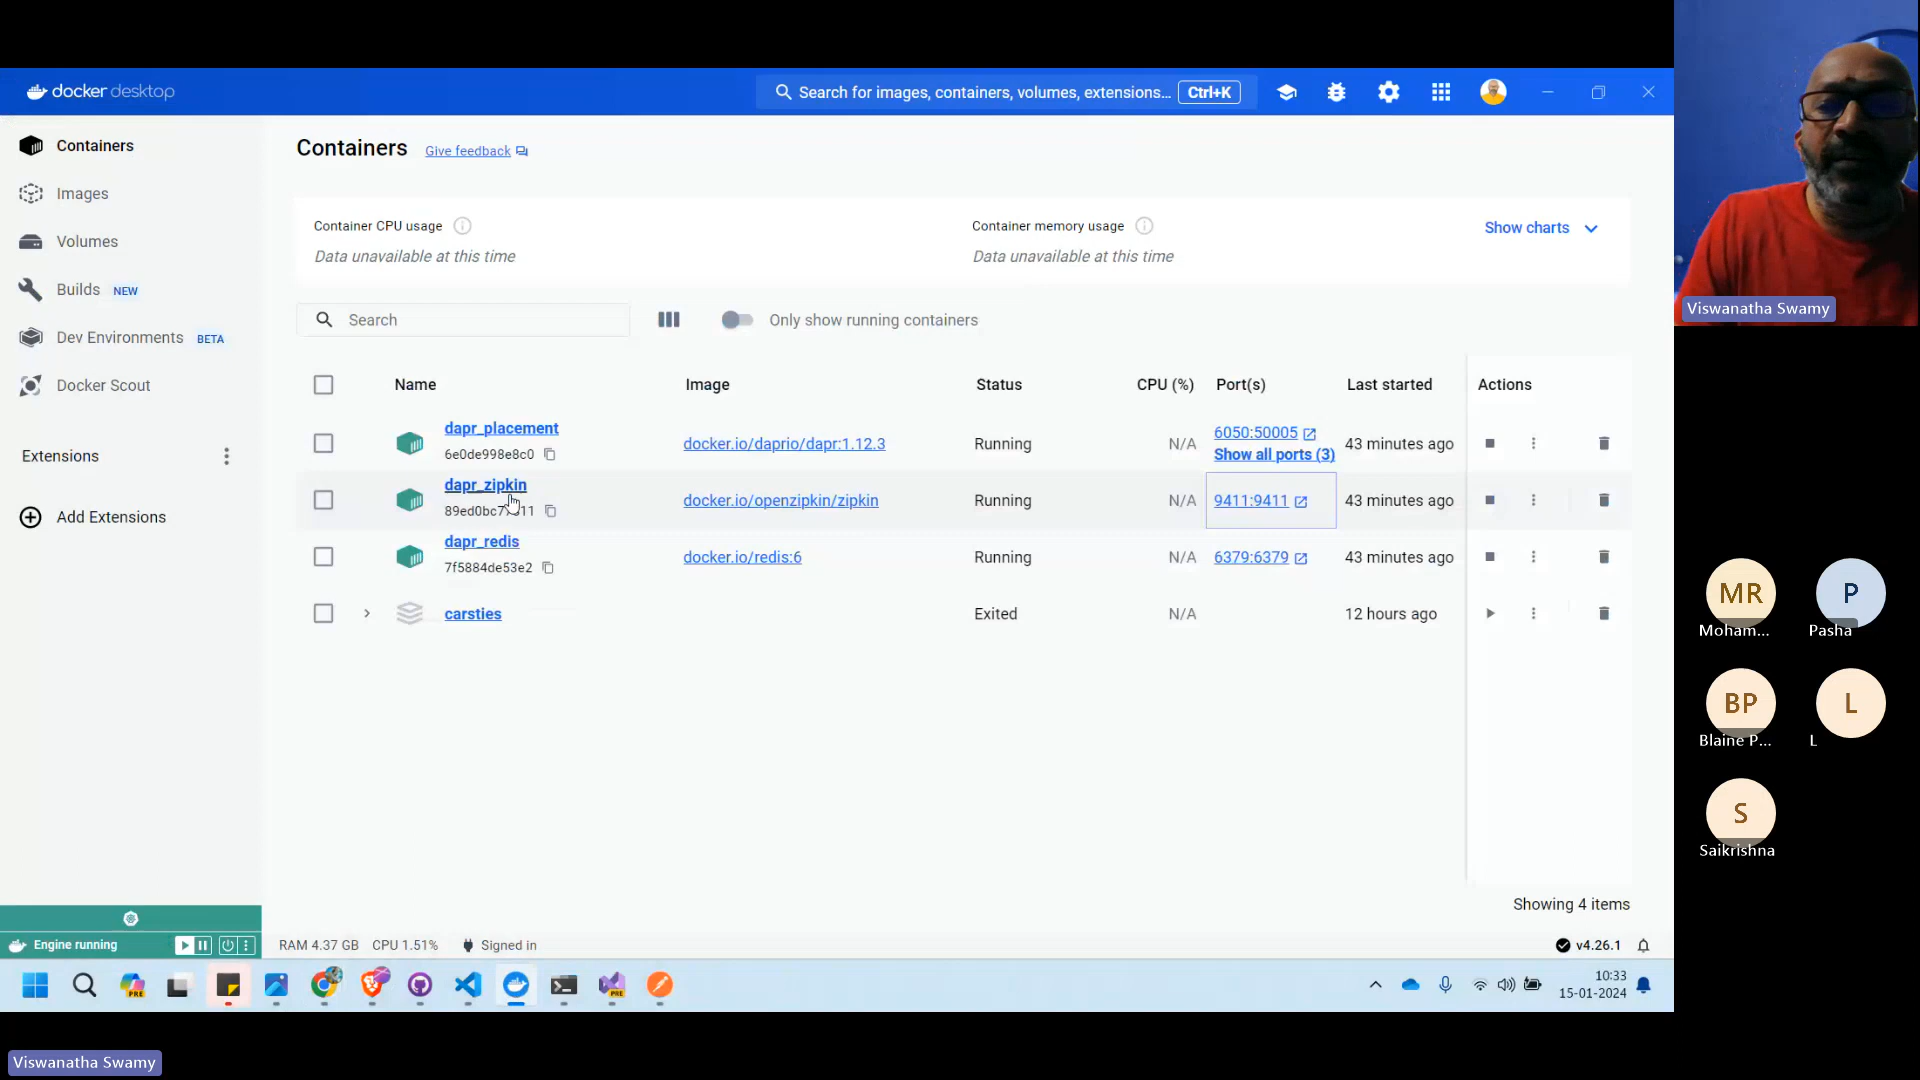 docker desktop
Search for images, containers, volumes, extensions...
Ctrl+K
Containers
Images
Volumes
Builds NEW
Dev Environments BETA
Docker Scout
Extensions
Add Extensions
Containers
Give feedback
Container CPU usage
Data unavailable at this time
Container memory usage
Data unavailable at this time
Show charts
Search
Only show running containers
Name Image Status CPU (%) Port(s) Last started Actions
dapr_placement
6e0de998e8c0
docker.io/daprio/dapr:1.12.3 Running N/A
6050:50005
Show all ports (3)
43 minutes ago
dapr_zipkin
docker.io/openzipkin/zipkin Running N/A 9411:9411 43 minutes ago
dapr_redis
7f5884de53e2
docker.io/redis:6 Running N/A 6379:6379 43 minutes ago
carsties Exited N/A 12 hours ago
Showing 4 items
Engine running
RAM 4.37 GB CPU 1.51% Signed in
v4.26.1
PRE
PRE
10:33
15-01-2024
Viswanatha Swamy
MR
Moham...
P
Pasha
BP
Blaine P...
L
L
S
Saikrishna
Viswanatha Swamy